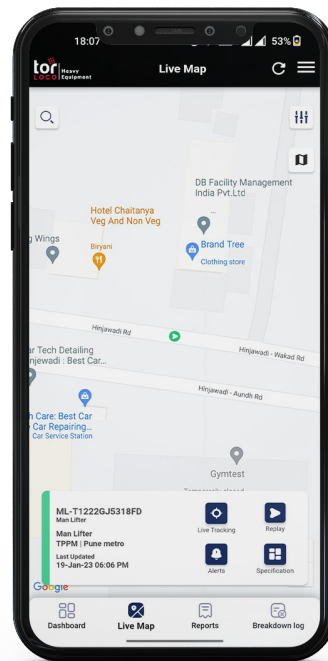 18:07
53%
tor
LOCO
Heavy
Equipment
Live Map
DB Facility Management
India Pvt.Ltd
Hotel Chaitanya
Veg And Non Veg
g Wings
Biryani
Brand Tree
Clothing store
Hinjawadi Rd
Hinjawadi - Wakad Rd
ar Tech Detailing
njewadi : Best Car...
Hinjawadi - Aundh Rd
h Care: Best Car
e Car Repairing...
Car Service Station
Gymtest
Temporarily closed
ML-T1222GJ5318FD
Man Lifter
Man Lifter
TPPM | Pune metro
Last Updated
19-Jan-23 06:06 PM
Live Tracking
Replay
Alerts
Specification
Google
Dashboard
Live Map
Reports
Breakdown log